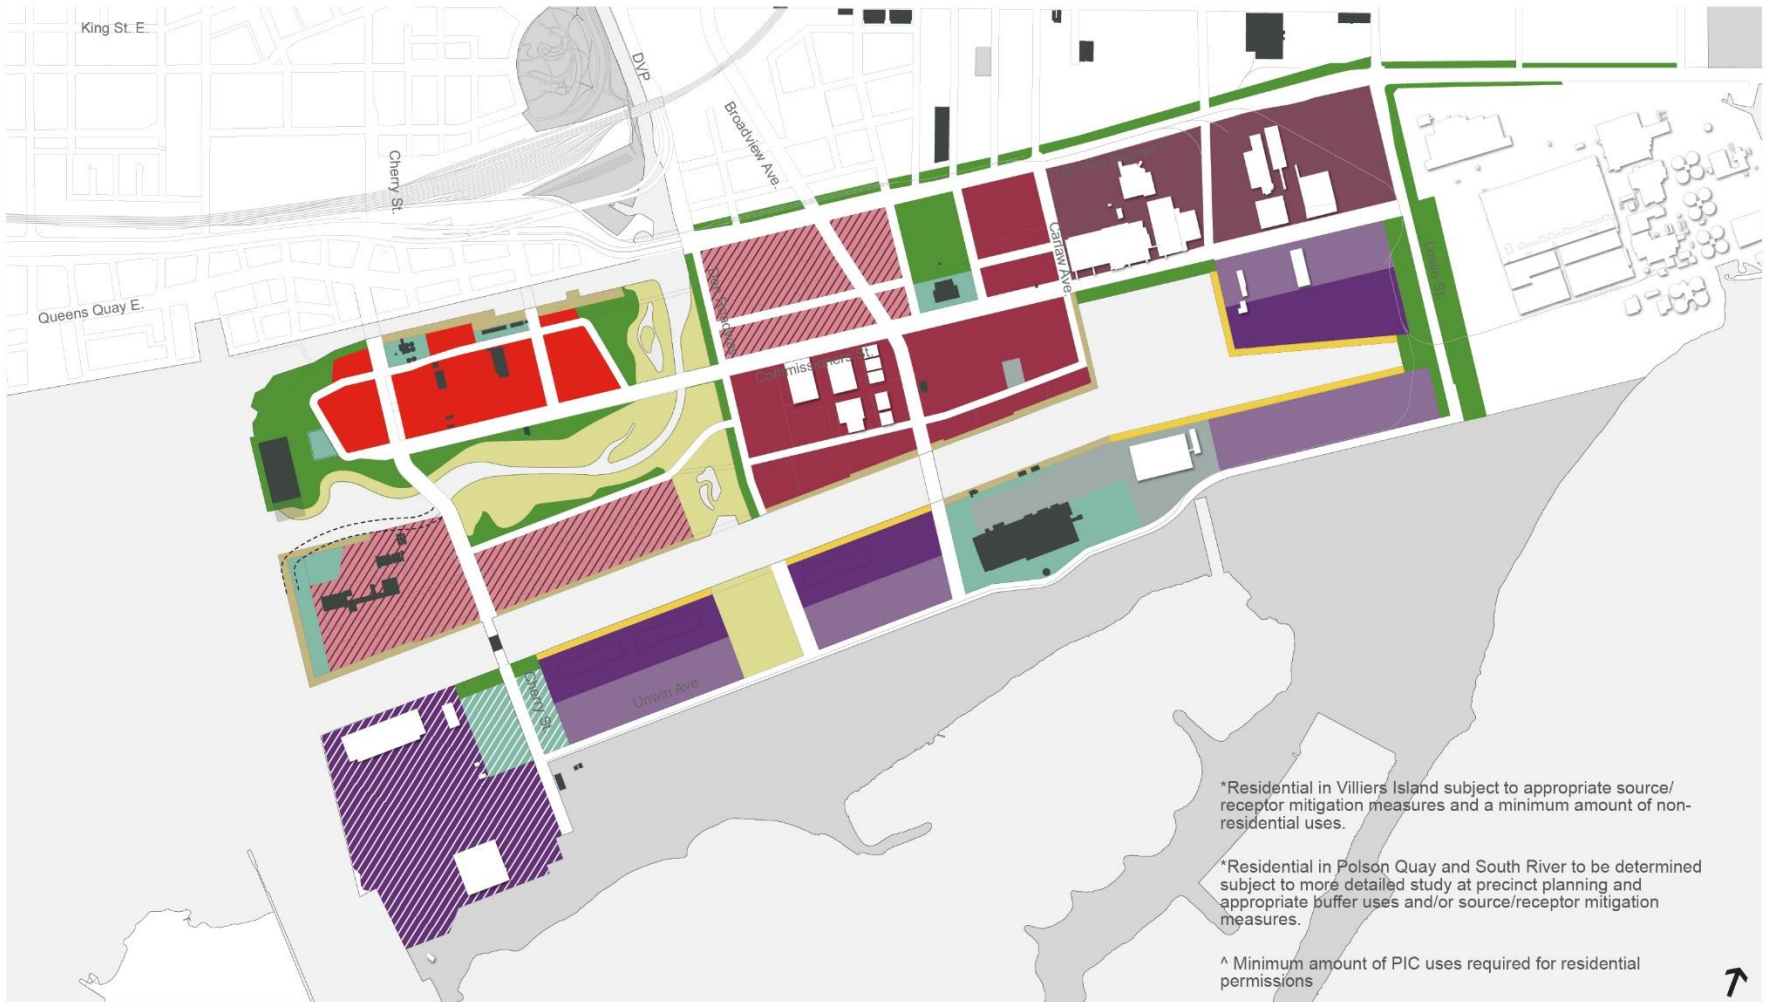 King St. E.
DVP
Broadview Ave.
Cherry St.
Carlaw Ave.
Leslie St.
Queens Quay E.
Commissioners St.
Cherry St.
Unwin Ave
*Residential in Villiers Island subject to appropriate source/
receptor mitigation measures and a minimum amount of non-
residential uses.
*Residential in Polson Quay and South River to be determined
subject to more detailed study at precinct planning and
appropriate buffer uses and/or source/receptor mitigation
measures.
^ Minimum amount of PIC uses required for residential
permissions